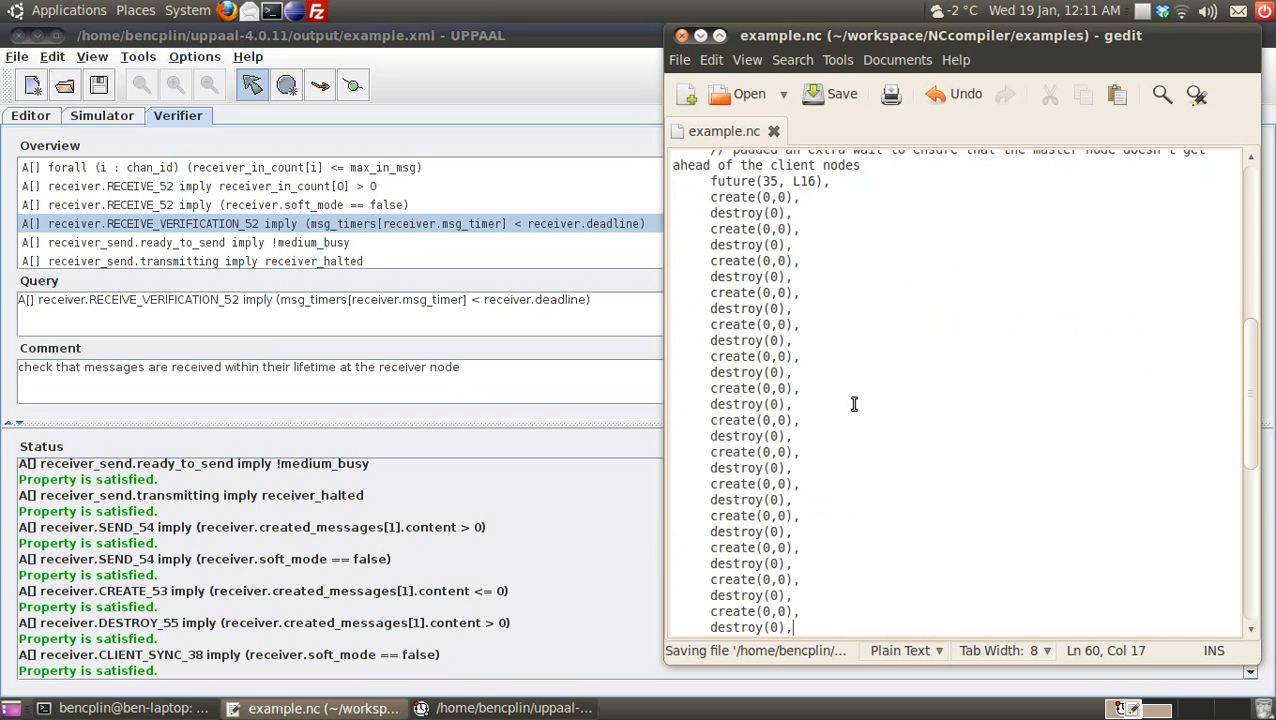 Applications Places System
-2 °C Wed 19 Jan, 12:11 AM
/home/bencplin/uppaal-4.0.11/output/example.xml - UPPAAL
File Edit View Tools Options Help
Editor Simulator Verifier
Overview
A[] forall (i : chan_id) (receiver_in_count[i] <= max_in_msg)
A[] receiver.RECEIVE_52 imply receiver_in_count[0] > 0
A[] receiver.RECEIVE_52 imply (receiver.soft_mode == false)
A[] receiver.RECEIVE_VERIFICATION_52 imply (msg_timers[receiver.msg_timer] < receiver.deadline)
A[] receiver_send.ready_to_send imply !medium_busy
A[] receiver_send.transmitting imply receiver_halted
Query
A[] receiver.RECEIVE_VERIFICATION_52 imply (msg_timers[receiver.msg_timer] < receiver.deadline)
Comment
check that messages are received within their lifetime at the receiver node
Status
A[] receiver_send.ready_to_send imply !medium_busy
Property is satisfied.
A[] receiver_send.transmitting imply receiver_halted
Property is satisfied.
A[] receiver.SEND_54 imply (receiver.created_messages[1].content > 0)
Property is satisfied.
A[] receiver.SEND_54 imply (receiver.soft_mode == false)
Property is satisfied.
A[] receiver.CREATE_53 imply (receiver.created_messages[1].content <= 0)
Property is satisfied.
A[] receiver.DESTROY_55 imply (receiver.created_messages[1].content > 0)
Property is satisfied.
A[] receiver.CLIENT_SYNC_38 imply (receiver.soft_mode == false)
Property is satisfied.
example.nc (~/workspace/NCcompiler/examples) - gedit
File Edit View Search Tools Documents Help
Open Save Undo
example.nc
// padded an extra wait to ensure that the master node doesn't get
ahead of the client nodes
future(35, L16),
create(0,0),
destroy(0),
create(0,0),
destroy(0),
create(0,0),
destroy(0),
create(0,0),
destroy(0),
create(0,0),
destroy(0),
create(0,0),
destroy(0),
create(0,0),
destroy(0),
create(0,0),
destroy(0),
create(0,0),
destroy(0),
create(0,0),
destroy(0),
create(0,0),
destroy(0),
create(0,0),
destroy(0),
create(0,0),
destroy(0),
create(0,0),
destroy(0),
Saving file '/home/bencplin/... Plain Text Tab Width: 8 Ln 60, Col 17 INS
bencplin@ben-laptop: ... example.nc (~/worksp... /home/bencplin/uppaal-...